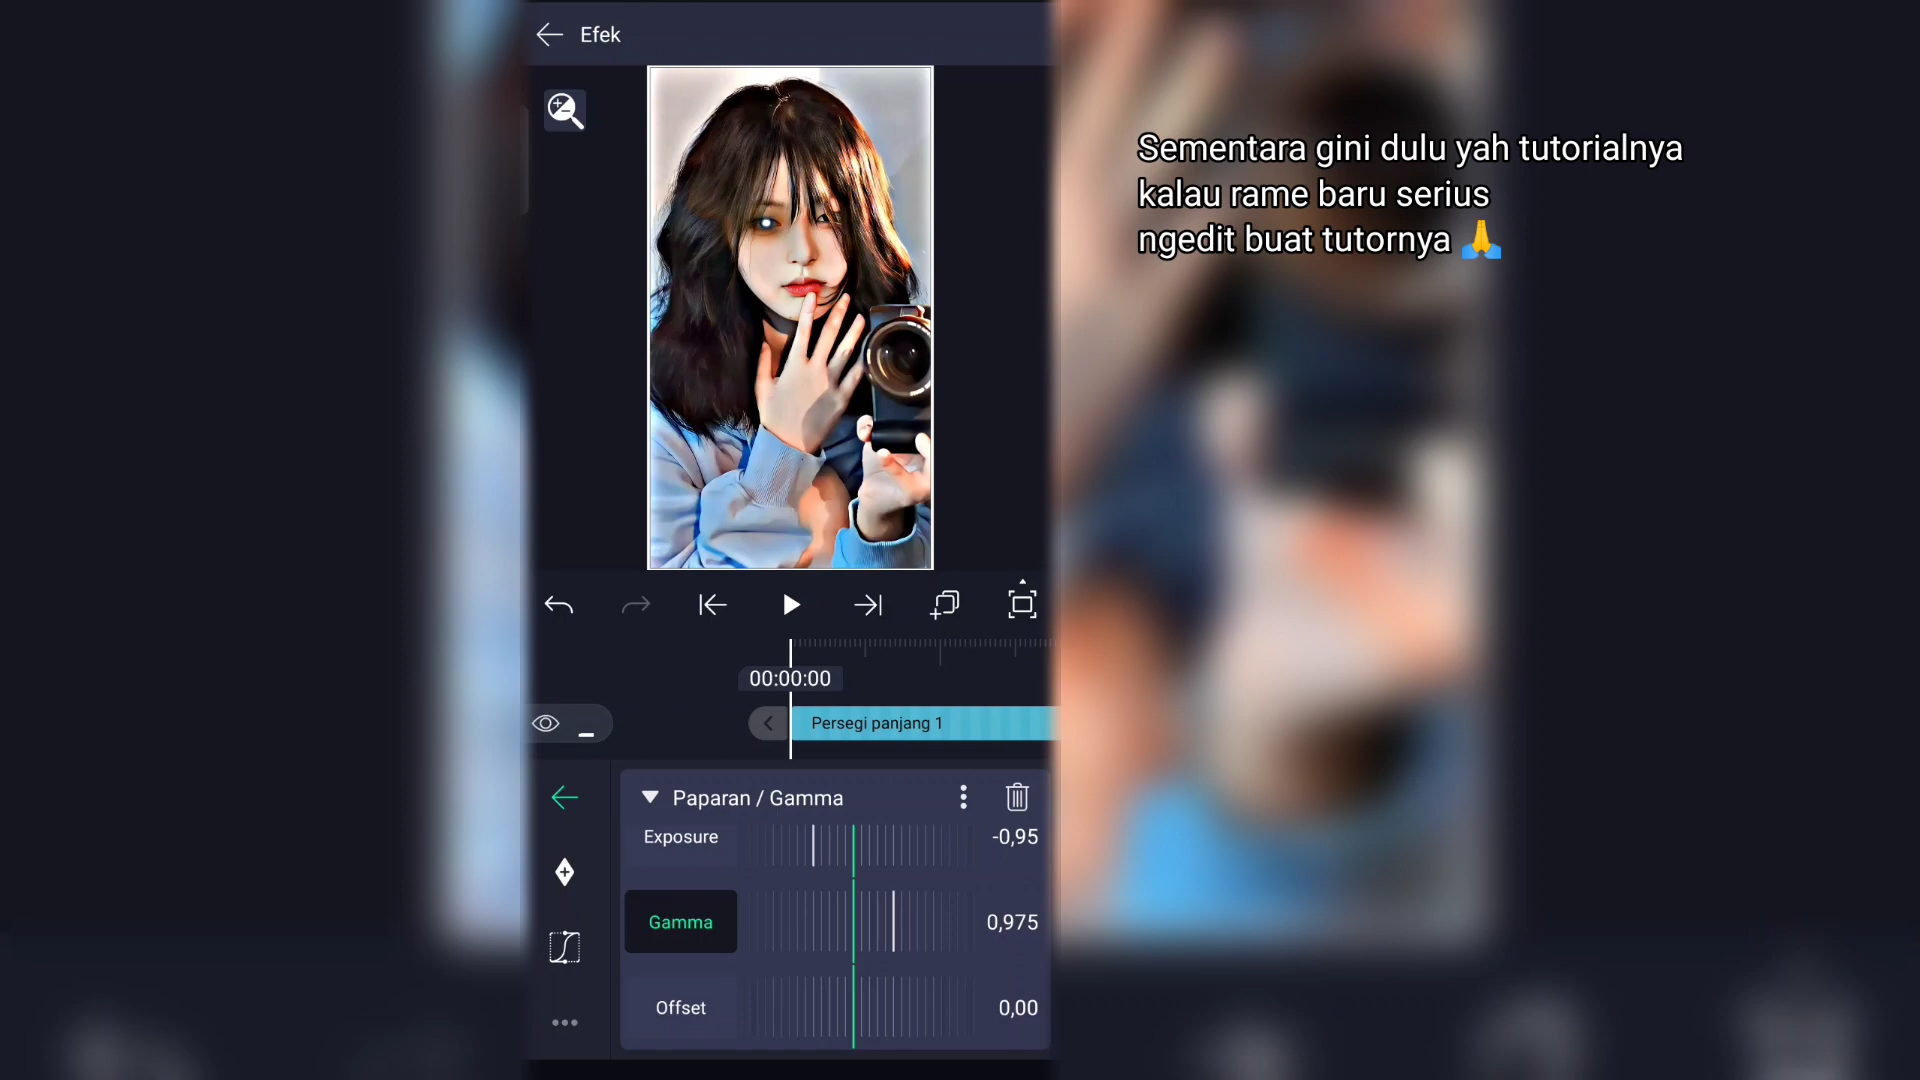 Efek
Sementara gini dulu yah tutorialnya
kalau rame baru serius
ngedit buat tutornya 🙏
00:00:00
Persegi panjang 1
Paparan / Gamma
Exposure -0,95
Gamma 0,975
Offset 0,00